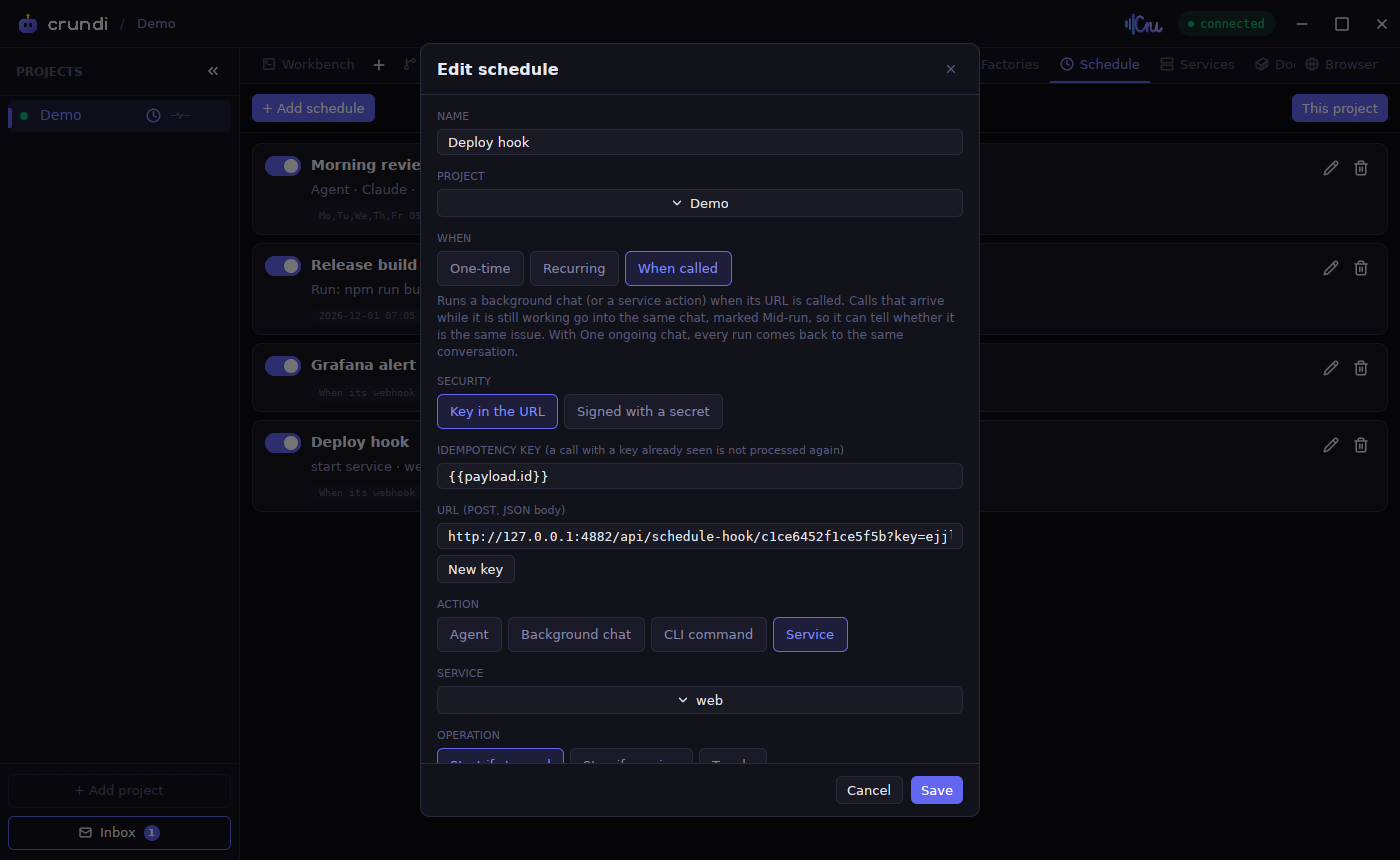 crundi / Demo
Cru
connected
PROJECTS
Workbench
Factories
Schedule
Services
Browser
Demo
+ Add schedule
This project
Morning
Agent · Claude ·
Mo,Tu,We,Th,Fr
Release build
Run: npm run
2026-12-01 07:05
Grafana alert
When its webhook
Deploy hook
start service ·
When its webhook
+ Add project
Inbox 1
Edit schedule
NAME
Deploy hook
PROJECT
Demo
WHEN
One-time Recurring When called
Runs a background chat (or a service action) when its URL is called. Calls that arrive
while it is still working go into the same chat, marked Mid-run, so it can tell whether it
is the same issue. With One ongoing chat, every run comes back to the same
conversation.
SECURITY
Key in the URL Signed with a secret
IDEMPOTENCY KEY (a call with a key already seen is not processed again)
{{payload.id}}
URL (POST, JSON body)
http://127.0.0.1:4882/api/schedule-hook/c1ce6452f1ce5f5b?key=ejj
New key
ACTION
Agent Background chat CLI command Service
SERVICE
web
OPERATION
Cancel Save